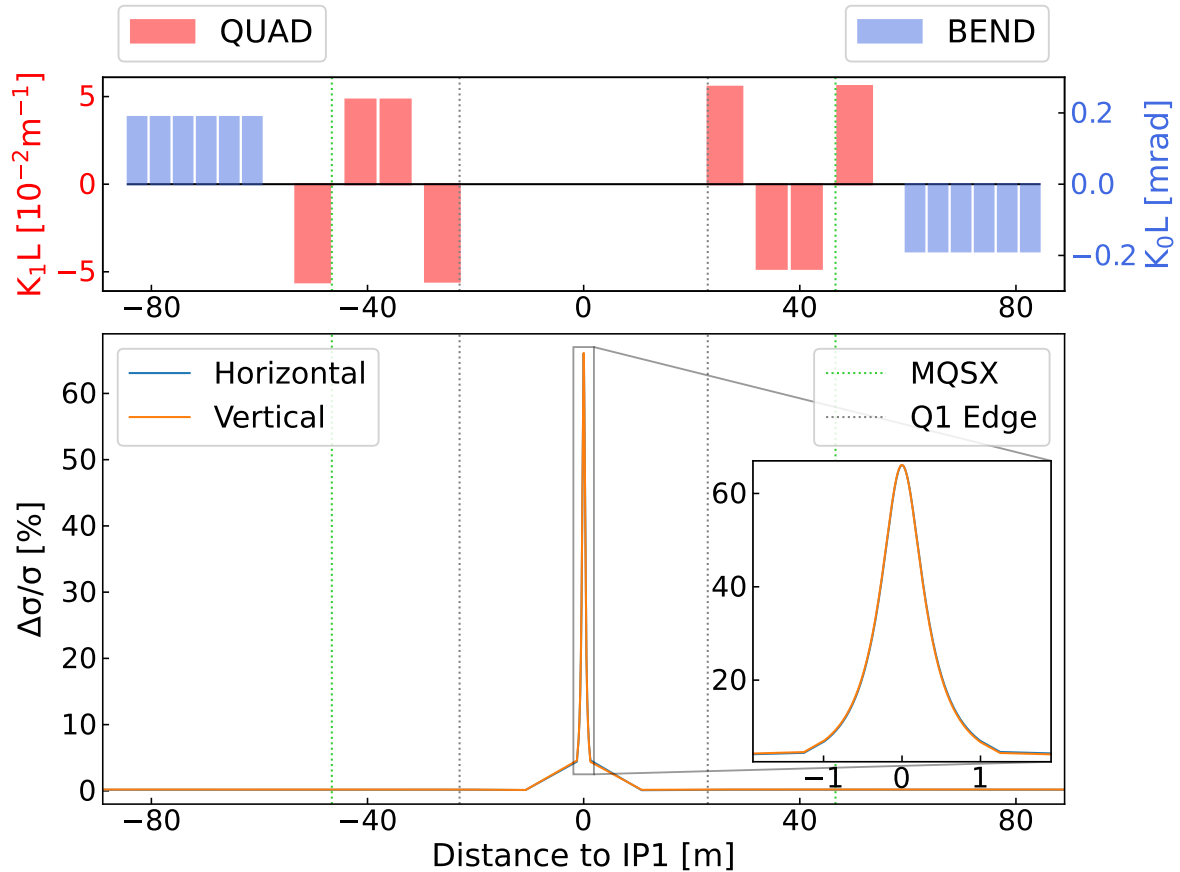 QUAD BEND
K₁L [10⁻²m⁻¹]
5
0
−5
0.2
0.0
−0.2
K₀L [mrad]
−80 −40 0 40 80
Horizontal
Vertical
MQSX
Q1 Edge
Δσ/σ [%]
60
50
40
30
20
10
0
60
40
20
−1 0 1
−80 −40 0 40 80
Distance to IP1 [m]